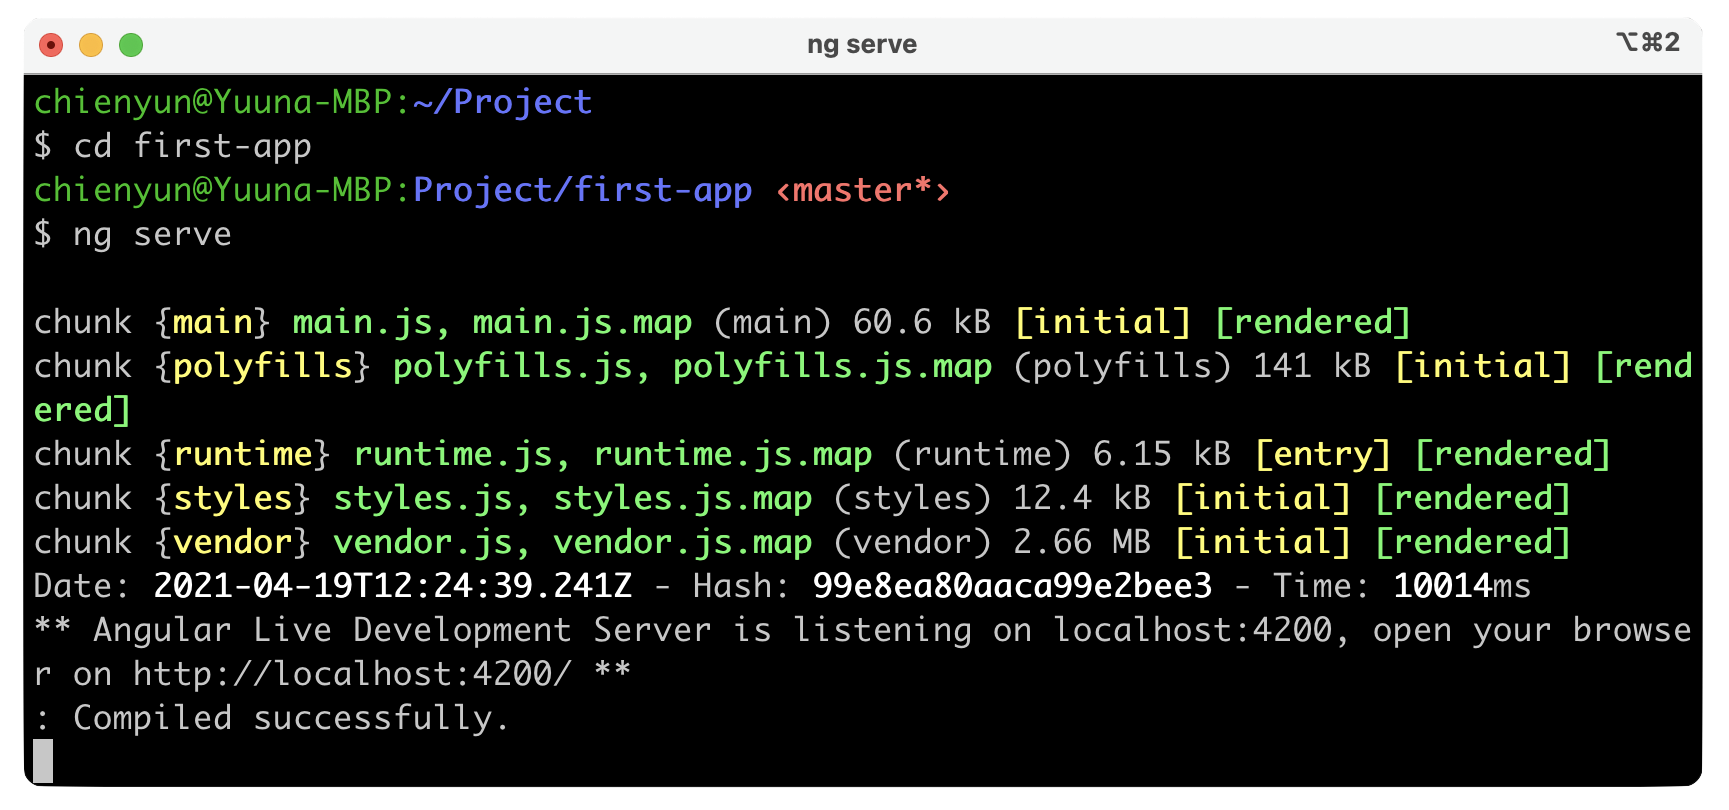 ng serve
⌥⌘2
chienyun@Yuuna-MBP:~/Project
$ cd first-app
chienyun@Yuuna-MBP:Project/first-app ‹master*›
$ ng serve
chunk {main} main.js, main.js.map (main) 60.6 kB [initial] [rendered]
chunk {polyfills} polyfills.js, polyfills.js.map (polyfills) 141 kB [initial] [rend
ered]
chunk {runtime} runtime.js, runtime.js.map (runtime) 6.15 kB [entry] [rendered]
chunk {styles} styles.js, styles.js.map (styles) 12.4 kB [initial] [rendered]
chunk {vendor} vendor.js, vendor.js.map (vendor) 2.66 MB [initial] [rendered]
Date: 2021-04-19T12:24:39.241Z - Hash: 99e8ea80aaca99e2bee3 - Time: 10014ms
** Angular Live Development Server is listening on localhost:4200, open your browse
r on http://localhost:4200/ **
: Compiled successfully.